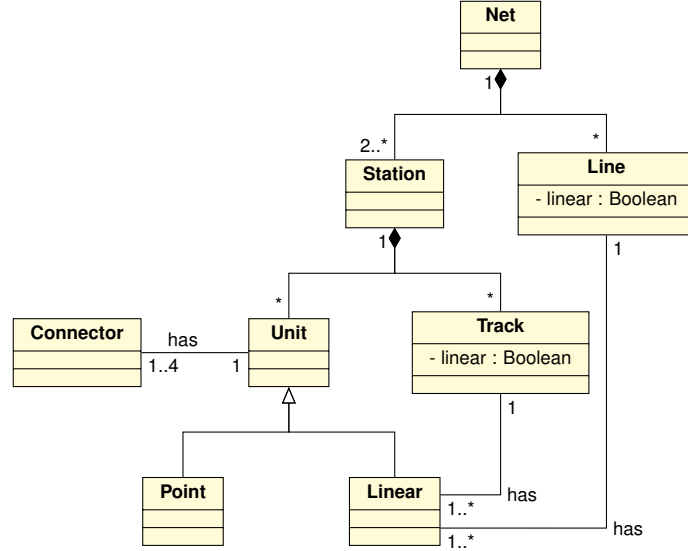 Net
1
2..*
*
Station
Line
- linear : Boolean
1
1
*
*
Connector
has
Unit
Track
- linear : Boolean
1..4
1
1
Point
Linear
has
1..*
has
1..*